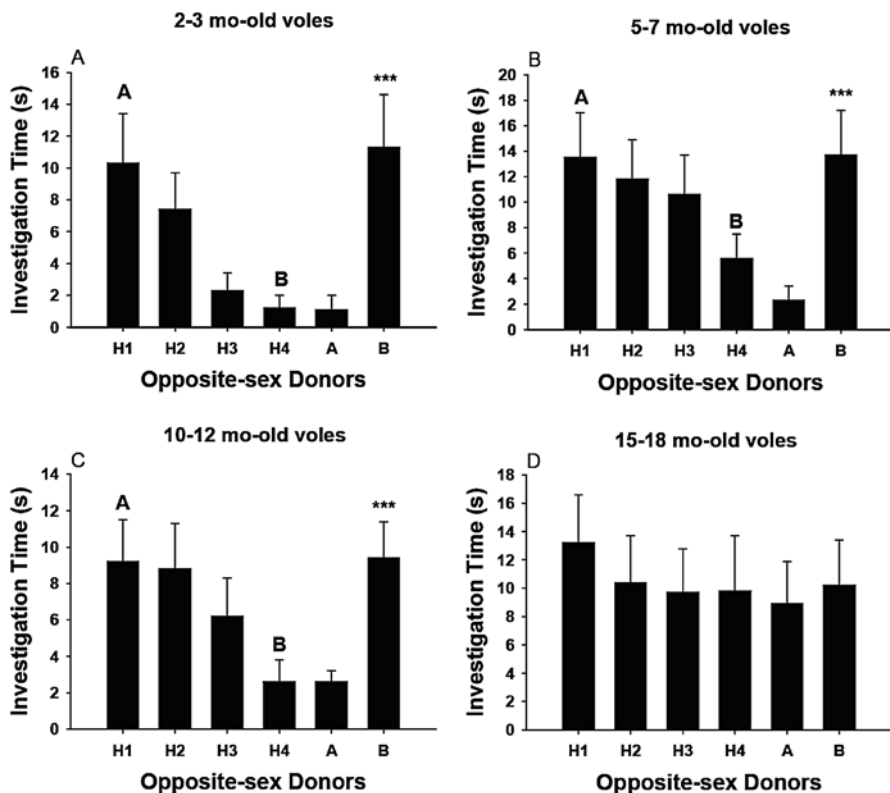 2-3 mo-old voles
A
Investigation Time (s)
16
14
12
10
8
6
4
2
0
A
B
***
H1 H2 H3 H4 A B
Opposite-sex Donors
5-7 mo-old voles
B
Investigation Time (s)
20
18
16
14
12
10
8
6
4
2
0
A
B
***
H1 H2 H3 H4 A B
Opposite-sex Donors
10-12 mo-old voles
C
Investigation Time (s)
14
12
10
8
6
4
2
0
A
B
***
H1 H2 H3 H4 A B
Opposite-sex Donors
15-18 mo-old voles
D
Investigation Time (s)
18
16
14
12
10
8
6
4
2
0
H1 H2 H3 H4 A B
Opposite-sex Donors